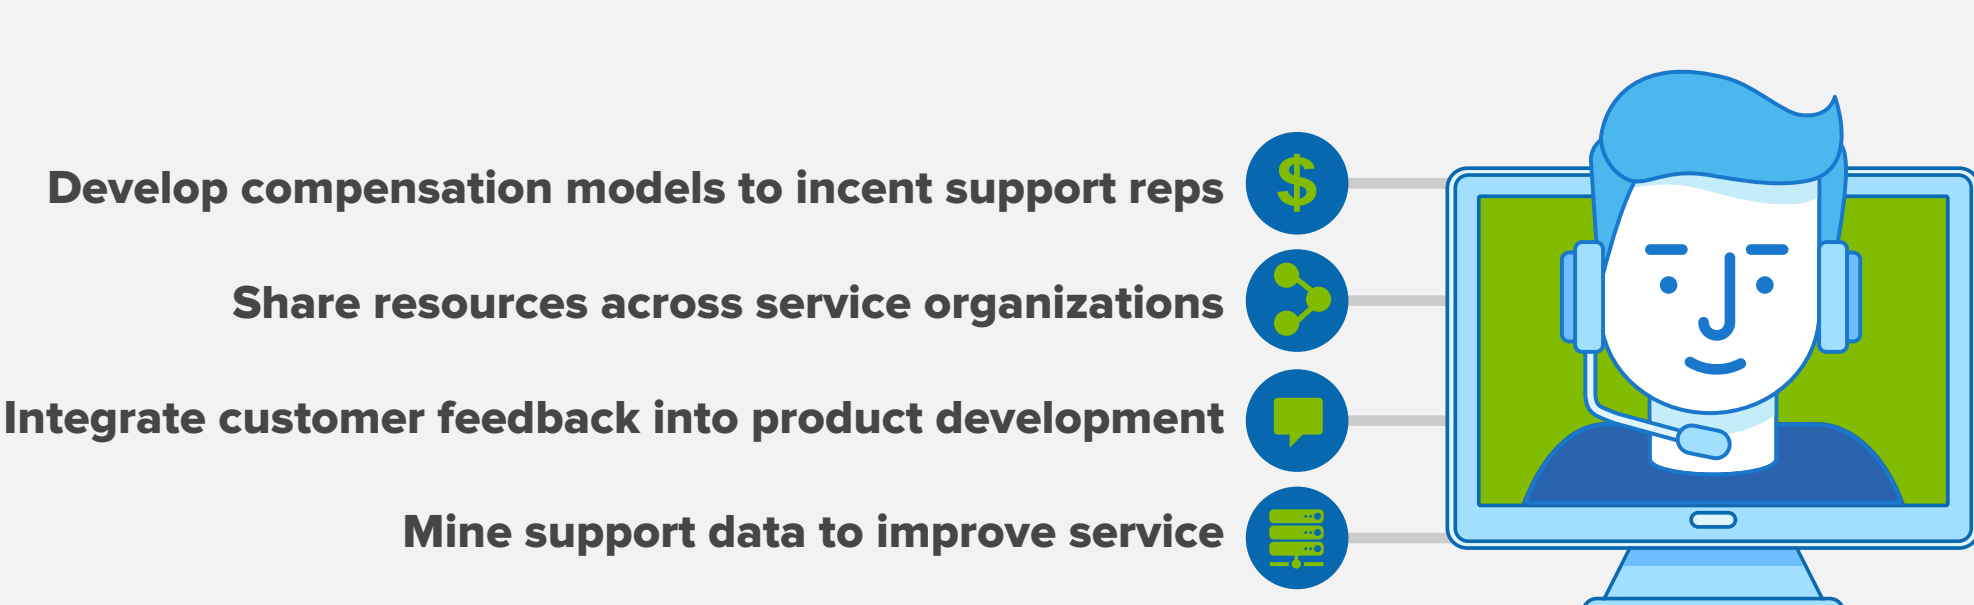 Develop compensation models to incent support reps
$
Share resources across service organizations
Integrate customer feedback into product development
Mine support data to improve service